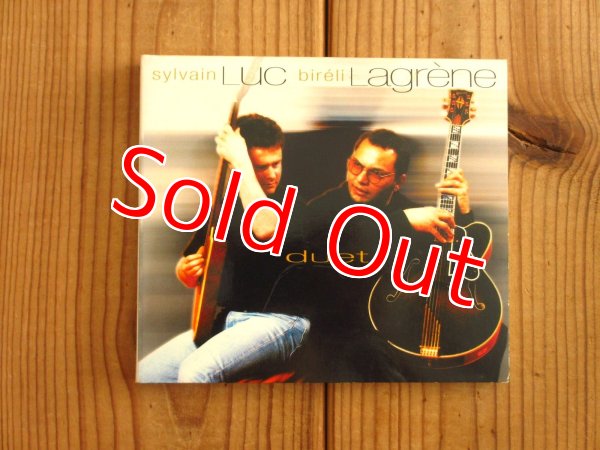 sylvain Luc biréli Lagrène
duet
Sold Out